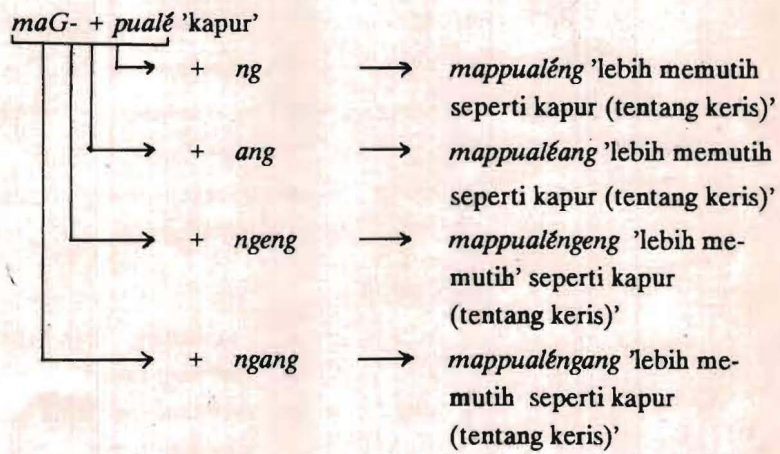 maG- + pualé 'kapur'
+ ng → mappualéng 'lebih memutih
seperti kapur (tentang keris)'
+ ang → mappualéang 'lebih memutih
seperti kapur (tentang keris)'
+ ngeng → mappualéngeng 'lebih me-
mutih' seperti kapur
(tentang keris)'
+ ngang → mappualéngang 'lebih me-
mutih seperti kapur
(tentang keris)'